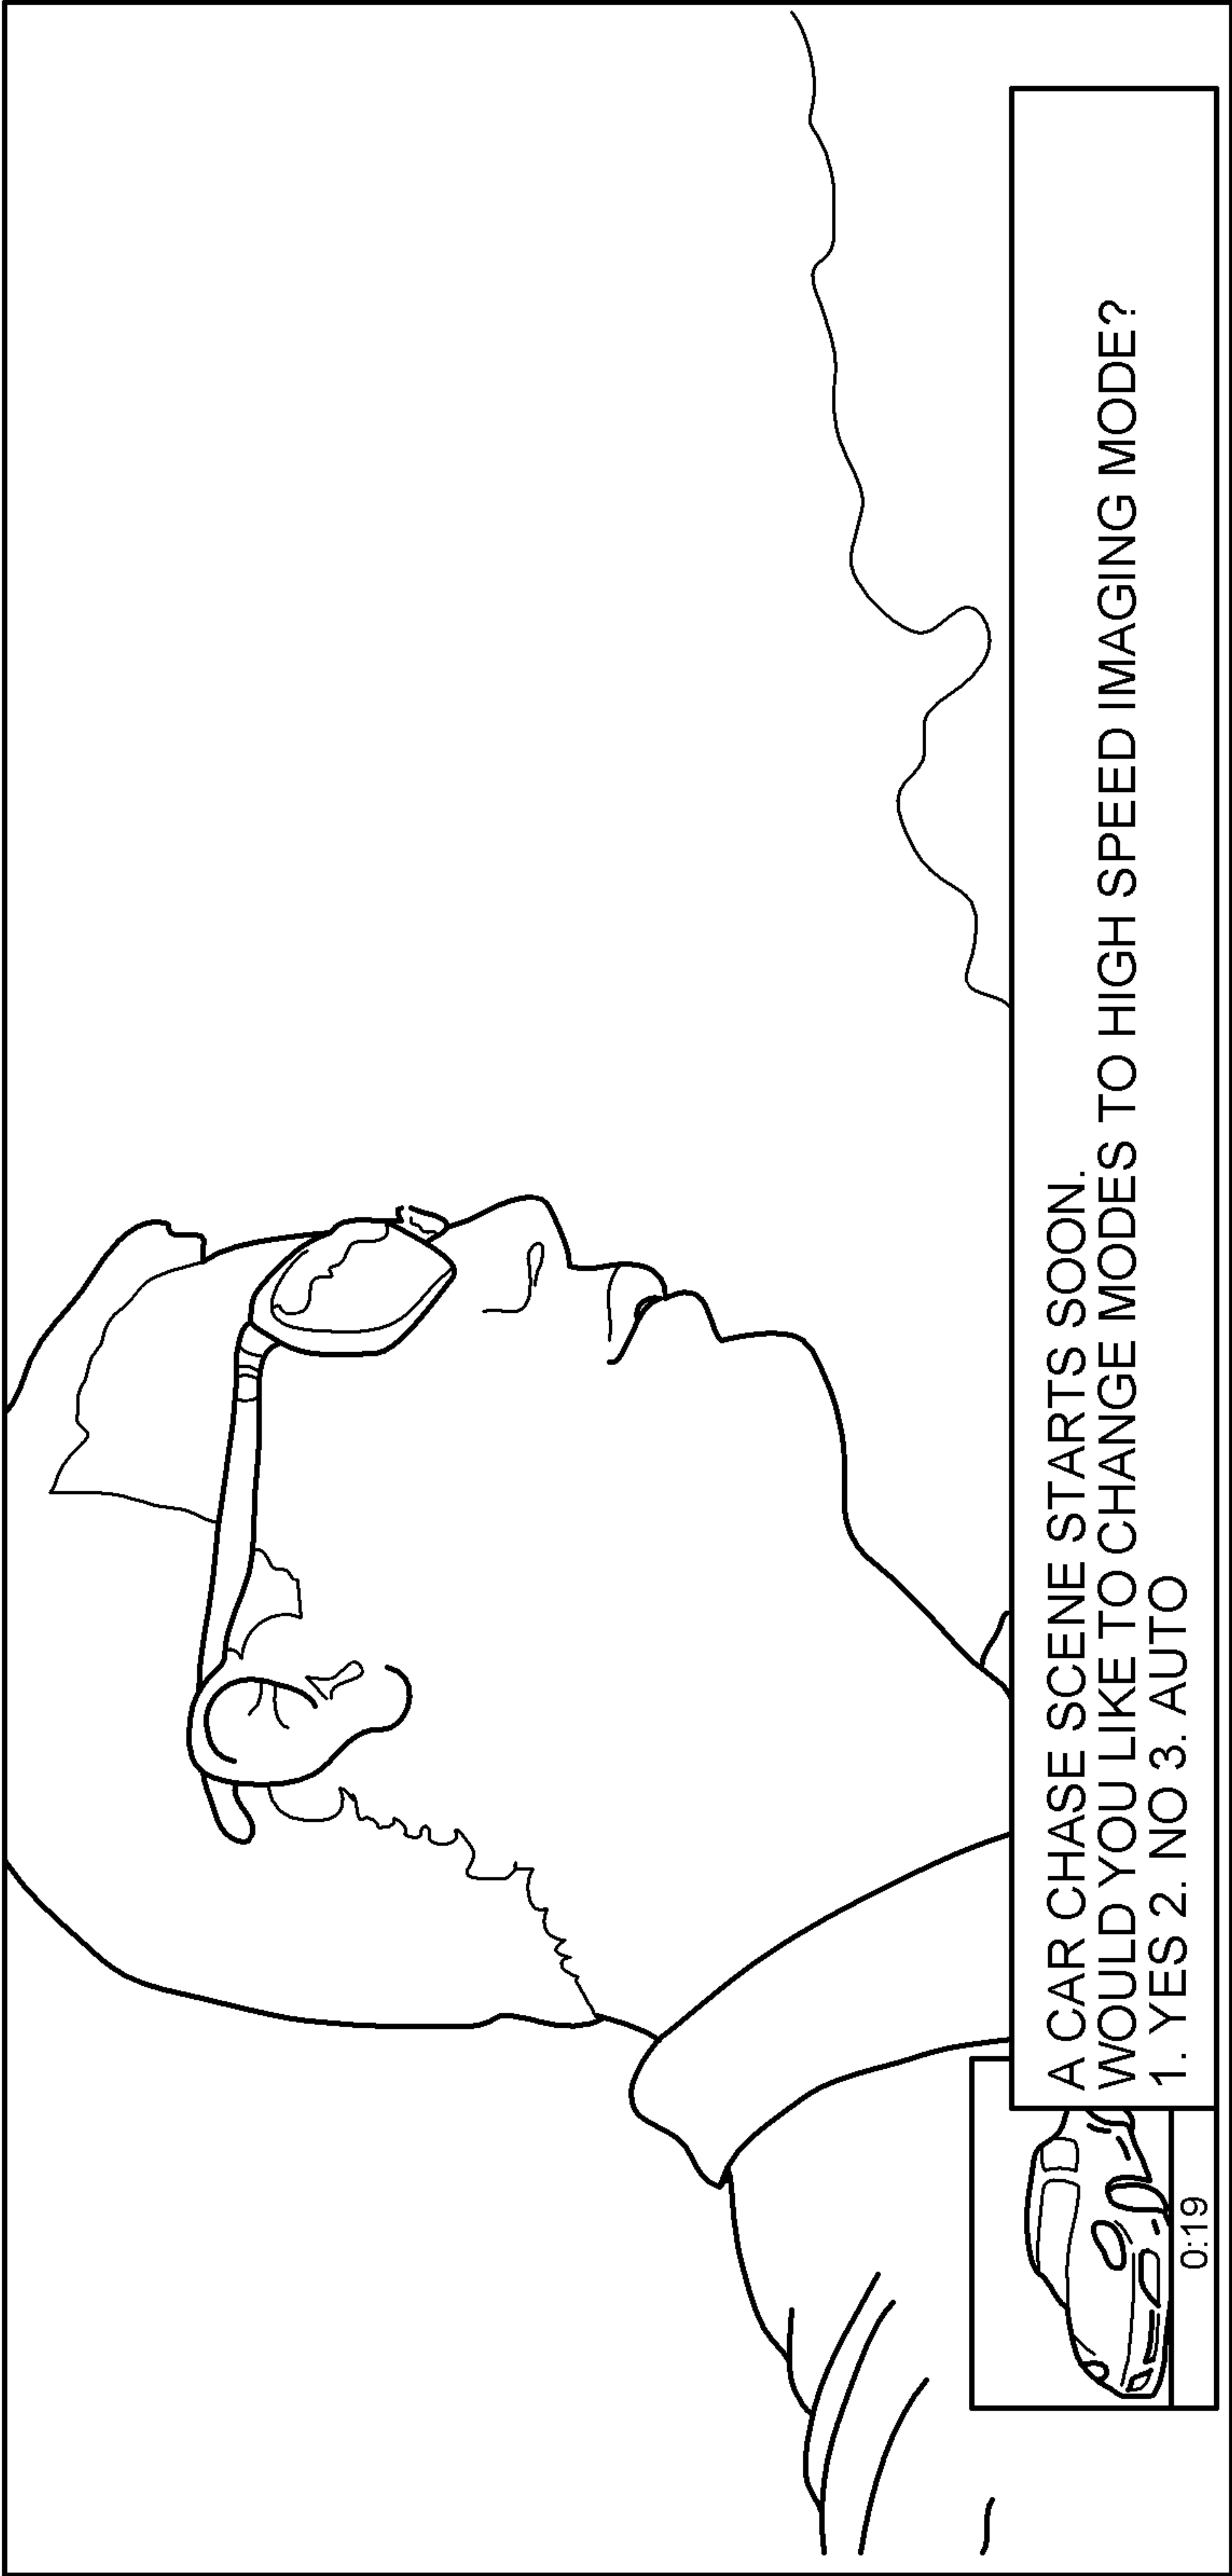 A CAR CHASE SCENE STARTS SOON.
WOULD YOU LIKE TO CHANGE MODES TO HIGH SPEED IMAGING MODE?
1. YES 2. NO 3. AUTO
0:19